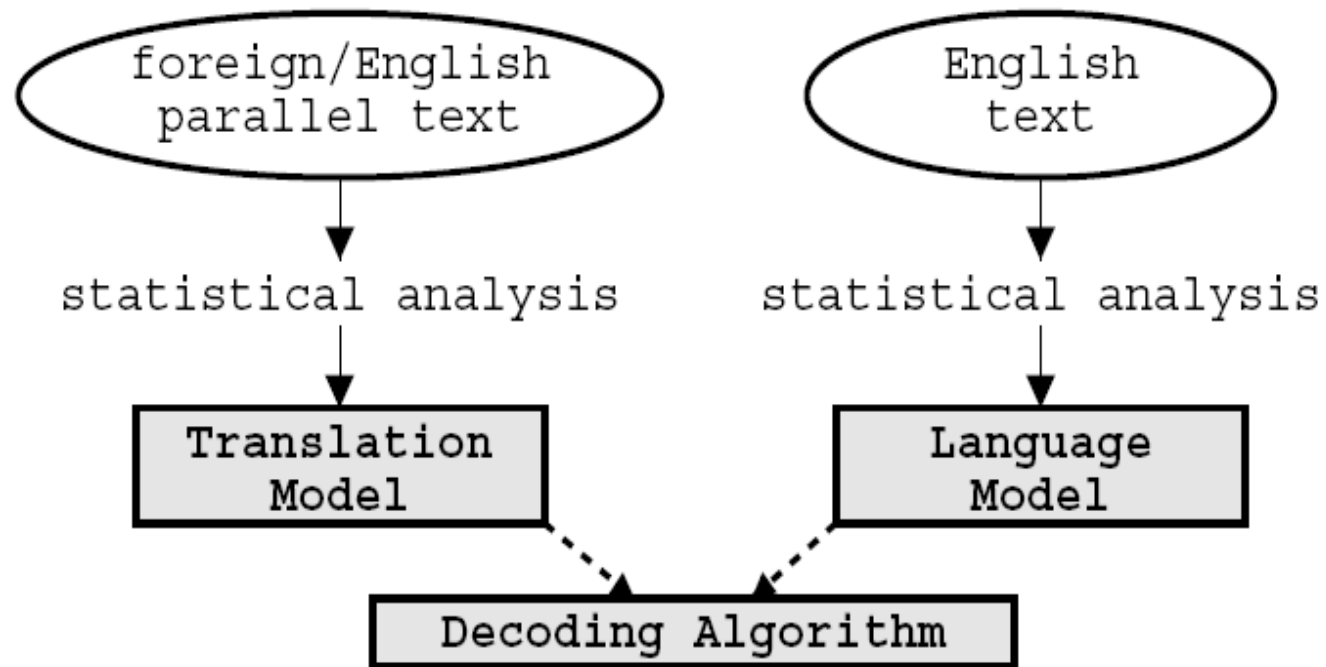 foreign/English
parallel text
English
text
statistical analysis
statistical analysis
Translation
Model
Language
Model
Decoding Algorithm